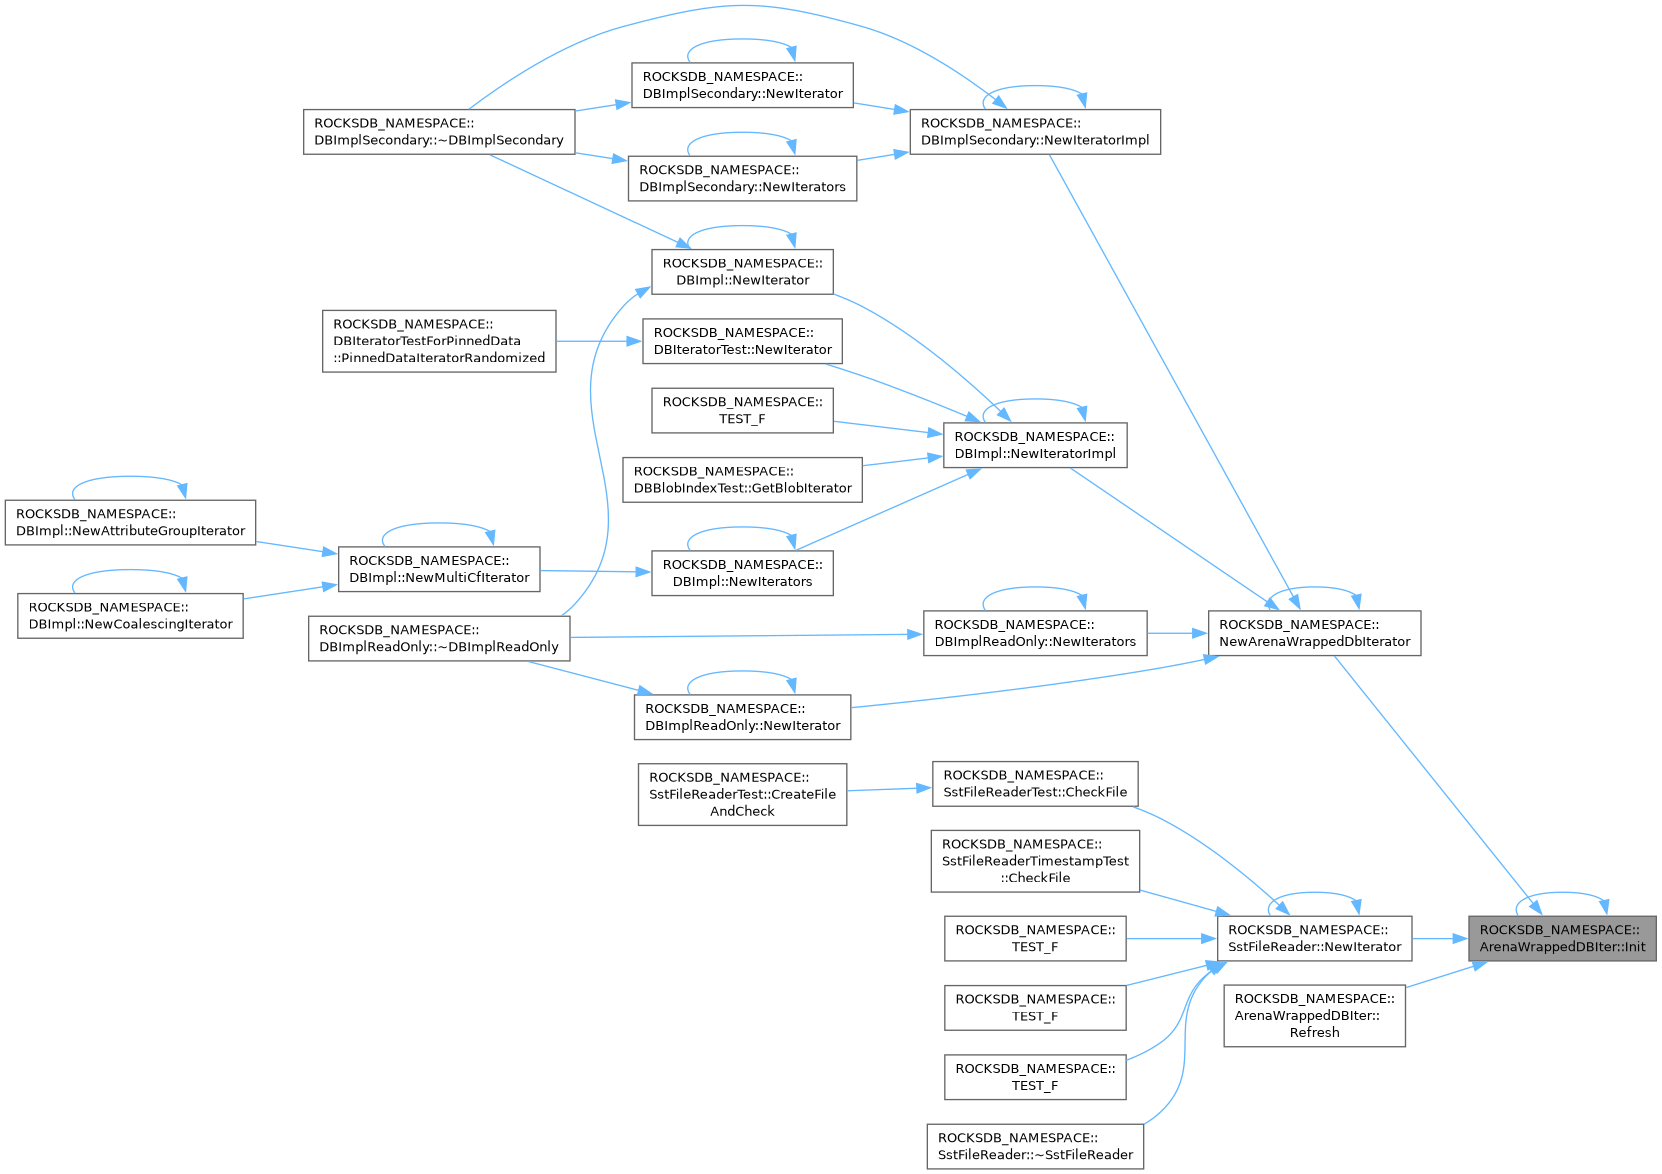 ROCKSDB_NAMESPACE::
DBImplSecondary::NewIterator
ROCKSDB_NAMESPACE::
DBImplSecondary::~DBImplSecondary
ROCKSDB_NAMESPACE::
DBImplSecondary::NewIteratorImpl
ROCKSDB_NAMESPACE::
DBImplSecondary::NewIterators
ROCKSDB_NAMESPACE::
DBImpl::NewIterator
ROCKSDB_NAMESPACE::
DBIteratorTestForPinnedData
::PinnedDataIteratorRandomized
ROCKSDB_NAMESPACE::
DBIteratorTest::NewIterator
ROCKSDB_NAMESPACE::
TEST_F
ROCKSDB_NAMESPACE::
DBImpl::NewIteratorImpl
ROCKSDB_NAMESPACE::
DBBlobIndexTest::GetBlobIterator
ROCKSDB_NAMESPACE::
DBImpl::NewAttributeGroupIterator
ROCKSDB_NAMESPACE::
DBImpl::NewMultiCfIterator
ROCKSDB_NAMESPACE::
DBImpl::NewIterators
ROCKSDB_NAMESPACE::
DBImpl::NewCoalescingIterator
ROCKSDB_NAMESPACE::
DBImplReadOnly::~DBImplReadOnly
ROCKSDB_NAMESPACE::
DBImplReadOnly::NewIterators
ROCKSDB_NAMESPACE::
NewArenaWrappedDbIterator
ROCKSDB_NAMESPACE::
DBImplReadOnly::NewIterator
ROCKSDB_NAMESPACE::
SstFileReaderTest::CreateFile
AndCheck
ROCKSDB_NAMESPACE::
SstFileReaderTest::CheckFile
ROCKSDB_NAMESPACE::
SstFileReaderTimestampTest
::CheckFile
ROCKSDB_NAMESPACE::
TEST_F
ROCKSDB_NAMESPACE::
SstFileReader::NewIterator
ROCKSDB_NAMESPACE::
ArenaWrappedDBIter::Init
ROCKSDB_NAMESPACE::
TEST_F
ROCKSDB_NAMESPACE::
ArenaWrappedDBIter::
Refresh
ROCKSDB_NAMESPACE::
TEST_F
ROCKSDB_NAMESPACE::
SstFileReader::~SstFileReader